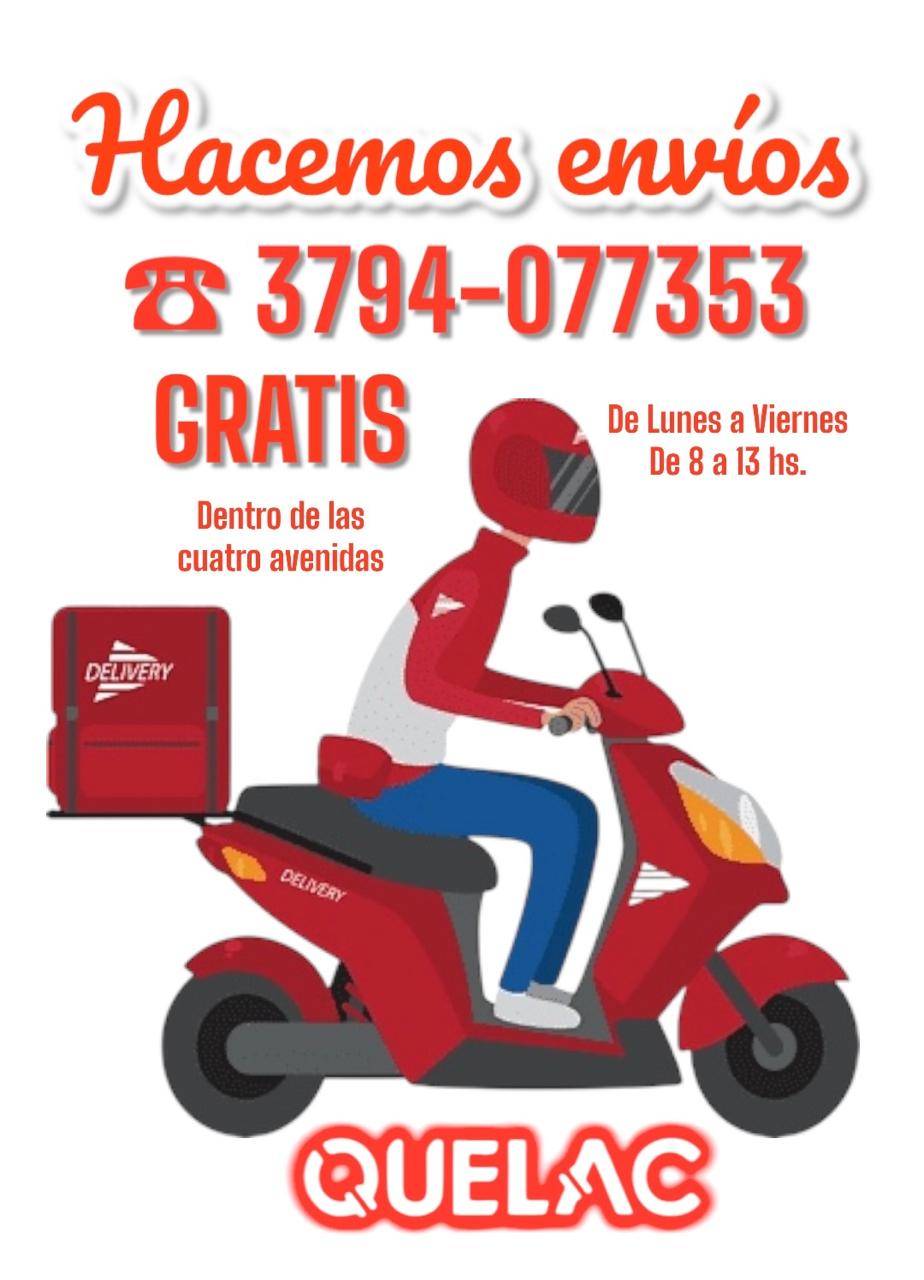 Hacemos envíos
☎ 3794-077353
GRATIS
De Lunes a Viernes
De 8 a 13 hs.
Dentro de las
cuatro avenidas
DELIVERY
DELIVERY
QUELAC